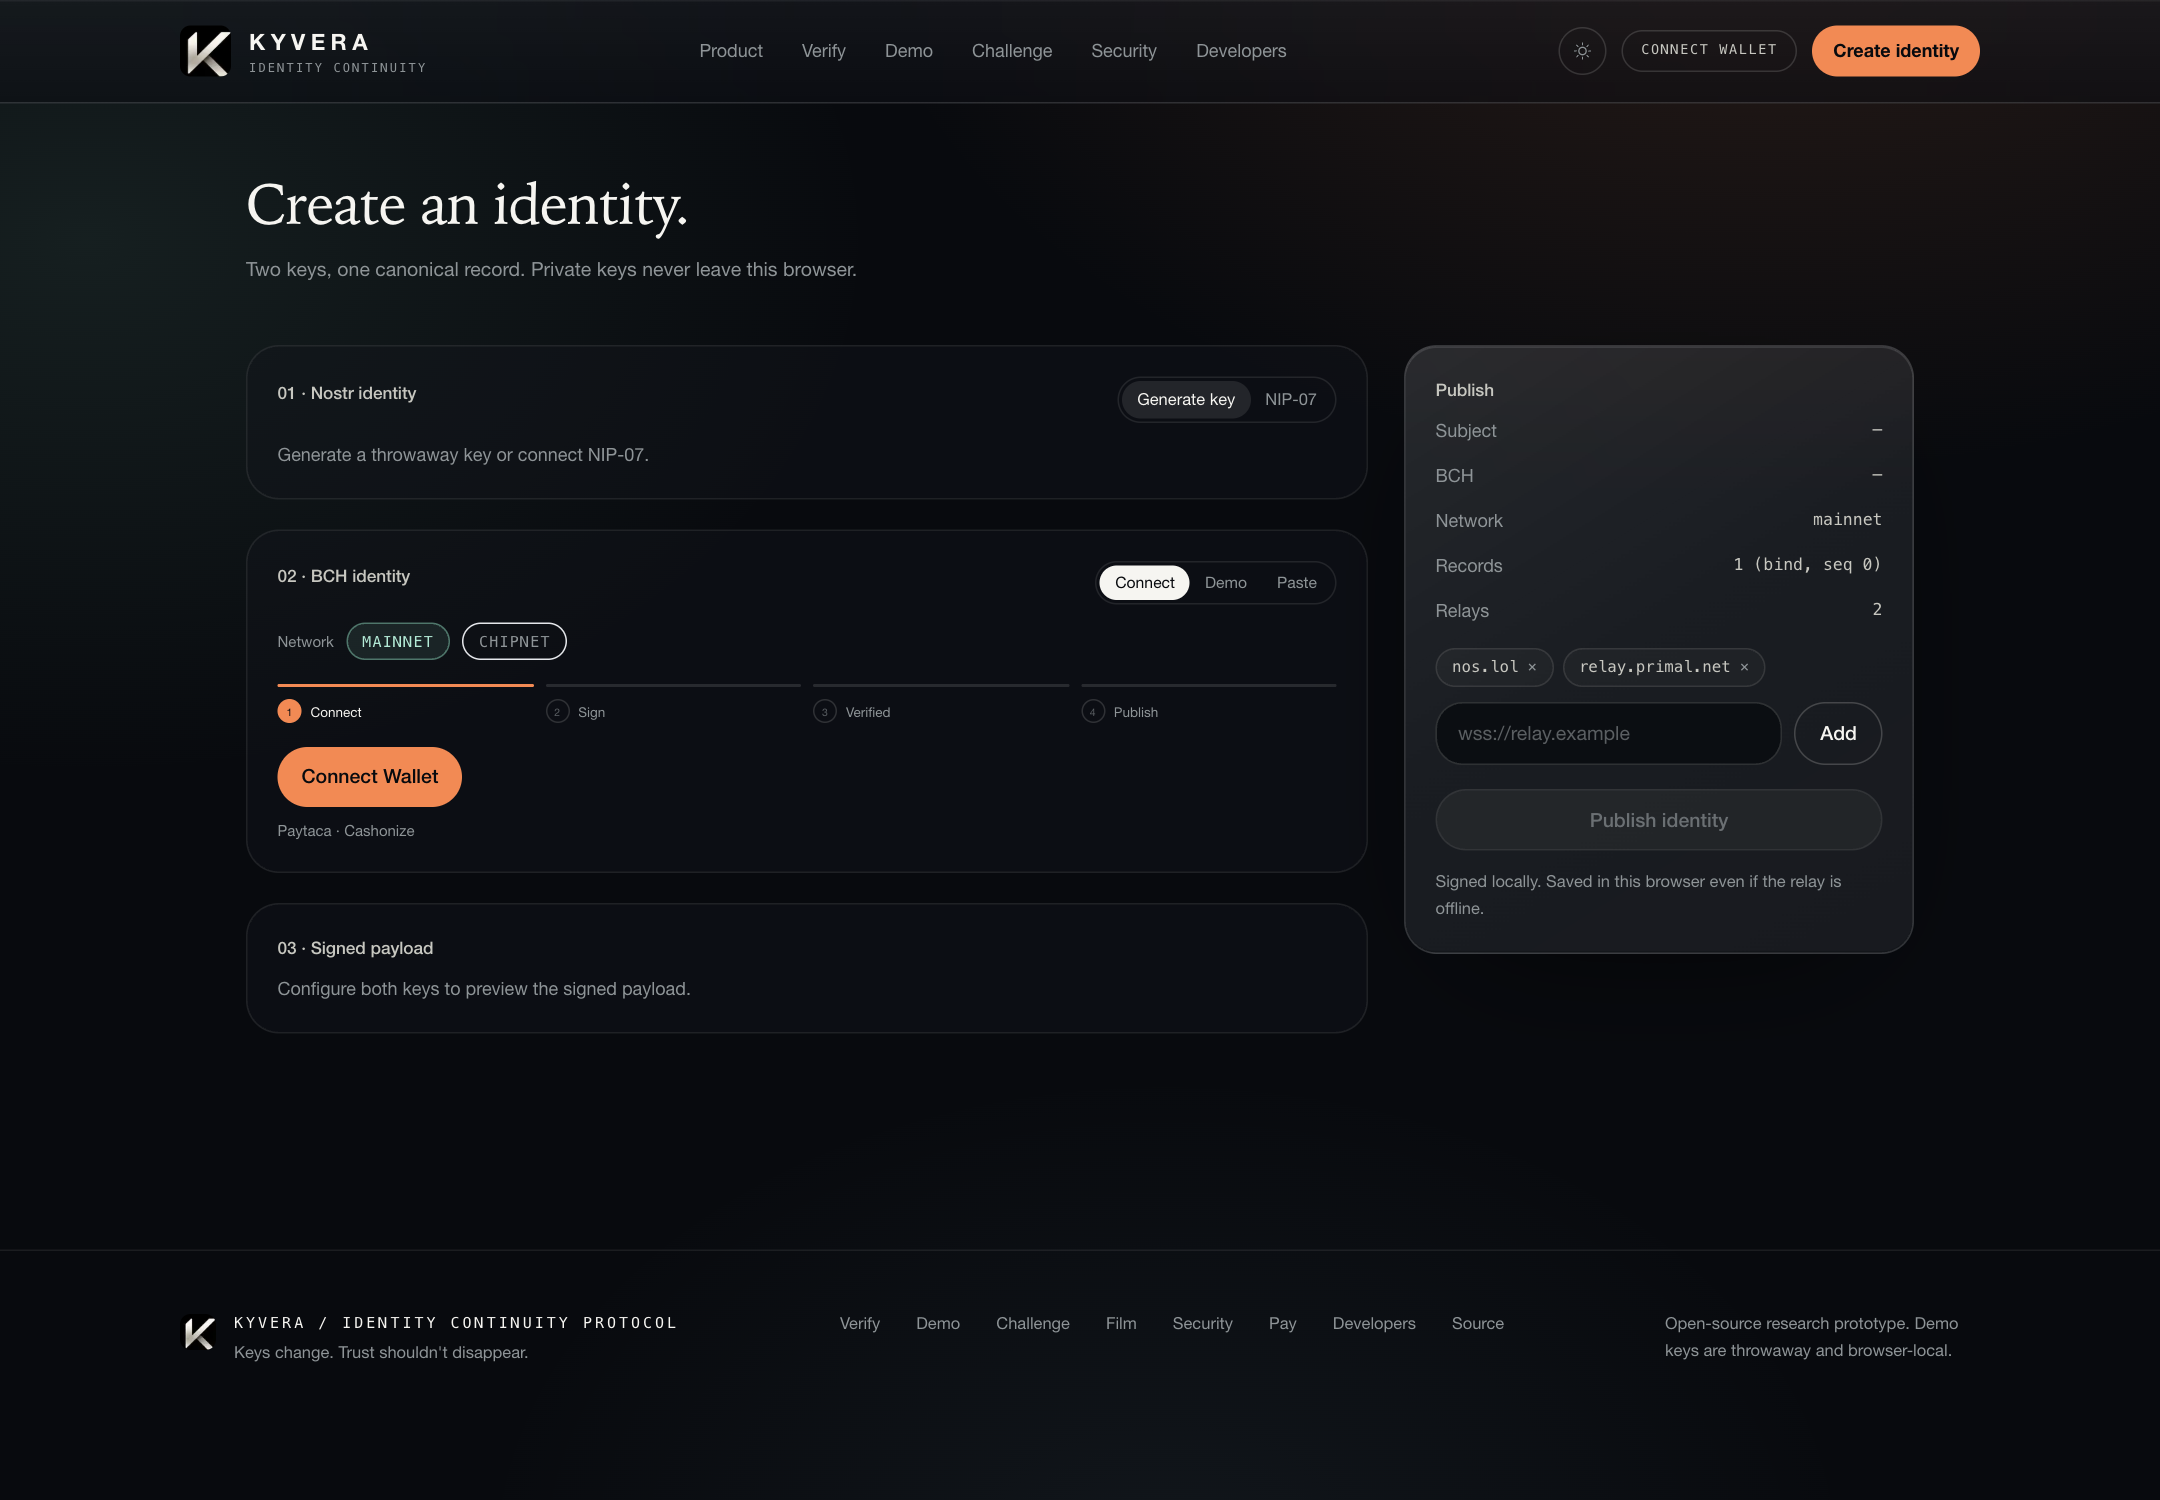 KYVERA
IDENTITY CONTINUITY
Product Verify Demo Challenge Security Developers
CONNECT WALLET
Create identity
Create an identity.
Two keys, one canonical record. Private keys never leave this browser.
01 · Nostr identity
Generate key NIP-07
Generate a throwaway key or connect NIP-07.
02 · BCH identity
Connect Demo Paste
Network MAINNET CHIPNET
1 Connect 2 Sign 3 Verified 4 Publish
Connect Wallet
Paytaca · Cashonize
03 · Signed payload
Configure both keys to preview the signed payload.
Publish
Subject —
BCH —
Network mainnet
Records 1 (bind, seq 0)
Relays 2
nos.lol × relay.primal.net ×
wss://relay.example Add
Publish identity
Signed locally. Saved in this browser even if the relay is
offline.
KYVERA / IDENTITY CONTINUITY PROTOCOL
Keys change. Trust shouldn't disappear.
Verify Demo Challenge Film Security Pay Developers Source
Open-source research prototype. Demo
keys are throwaway and browser-local.